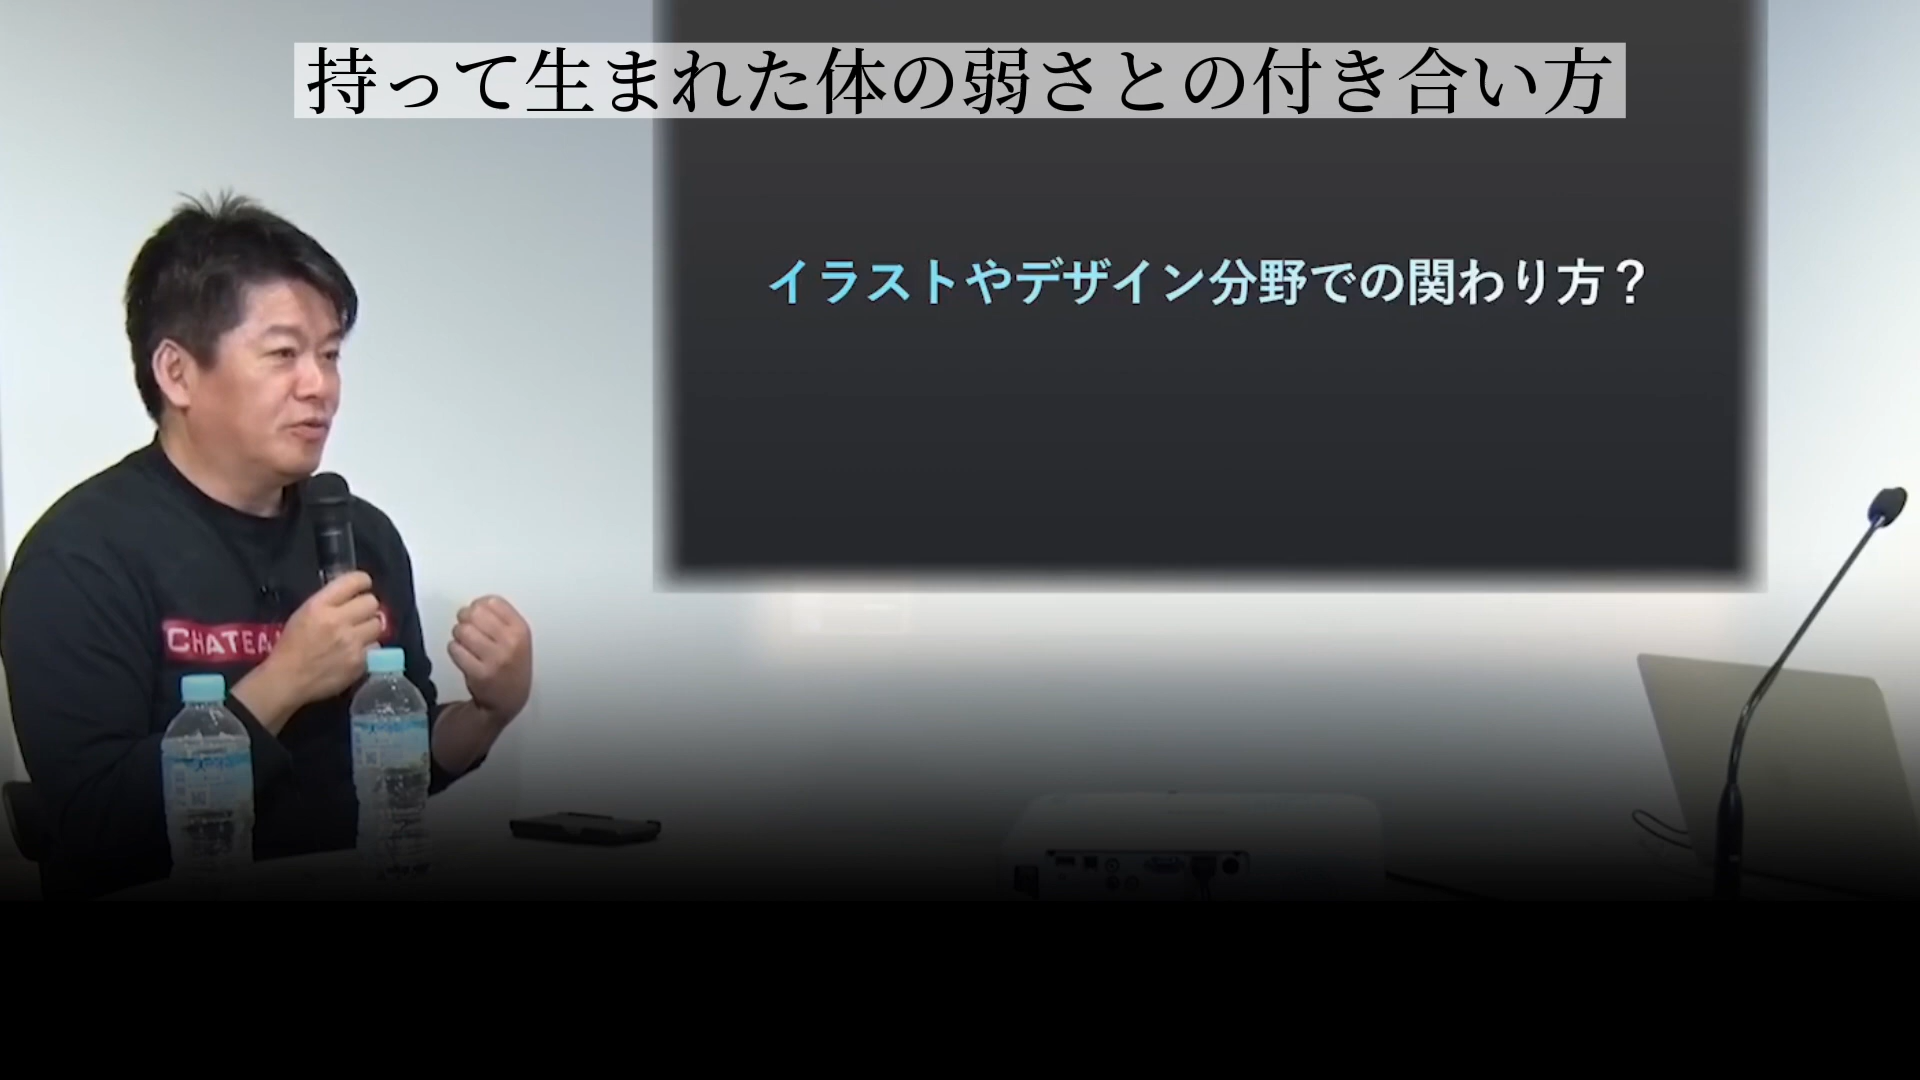 持って生まれた体の弱さとの付き合い方
イラストやデザイン分野での関わり方？
CHATEA